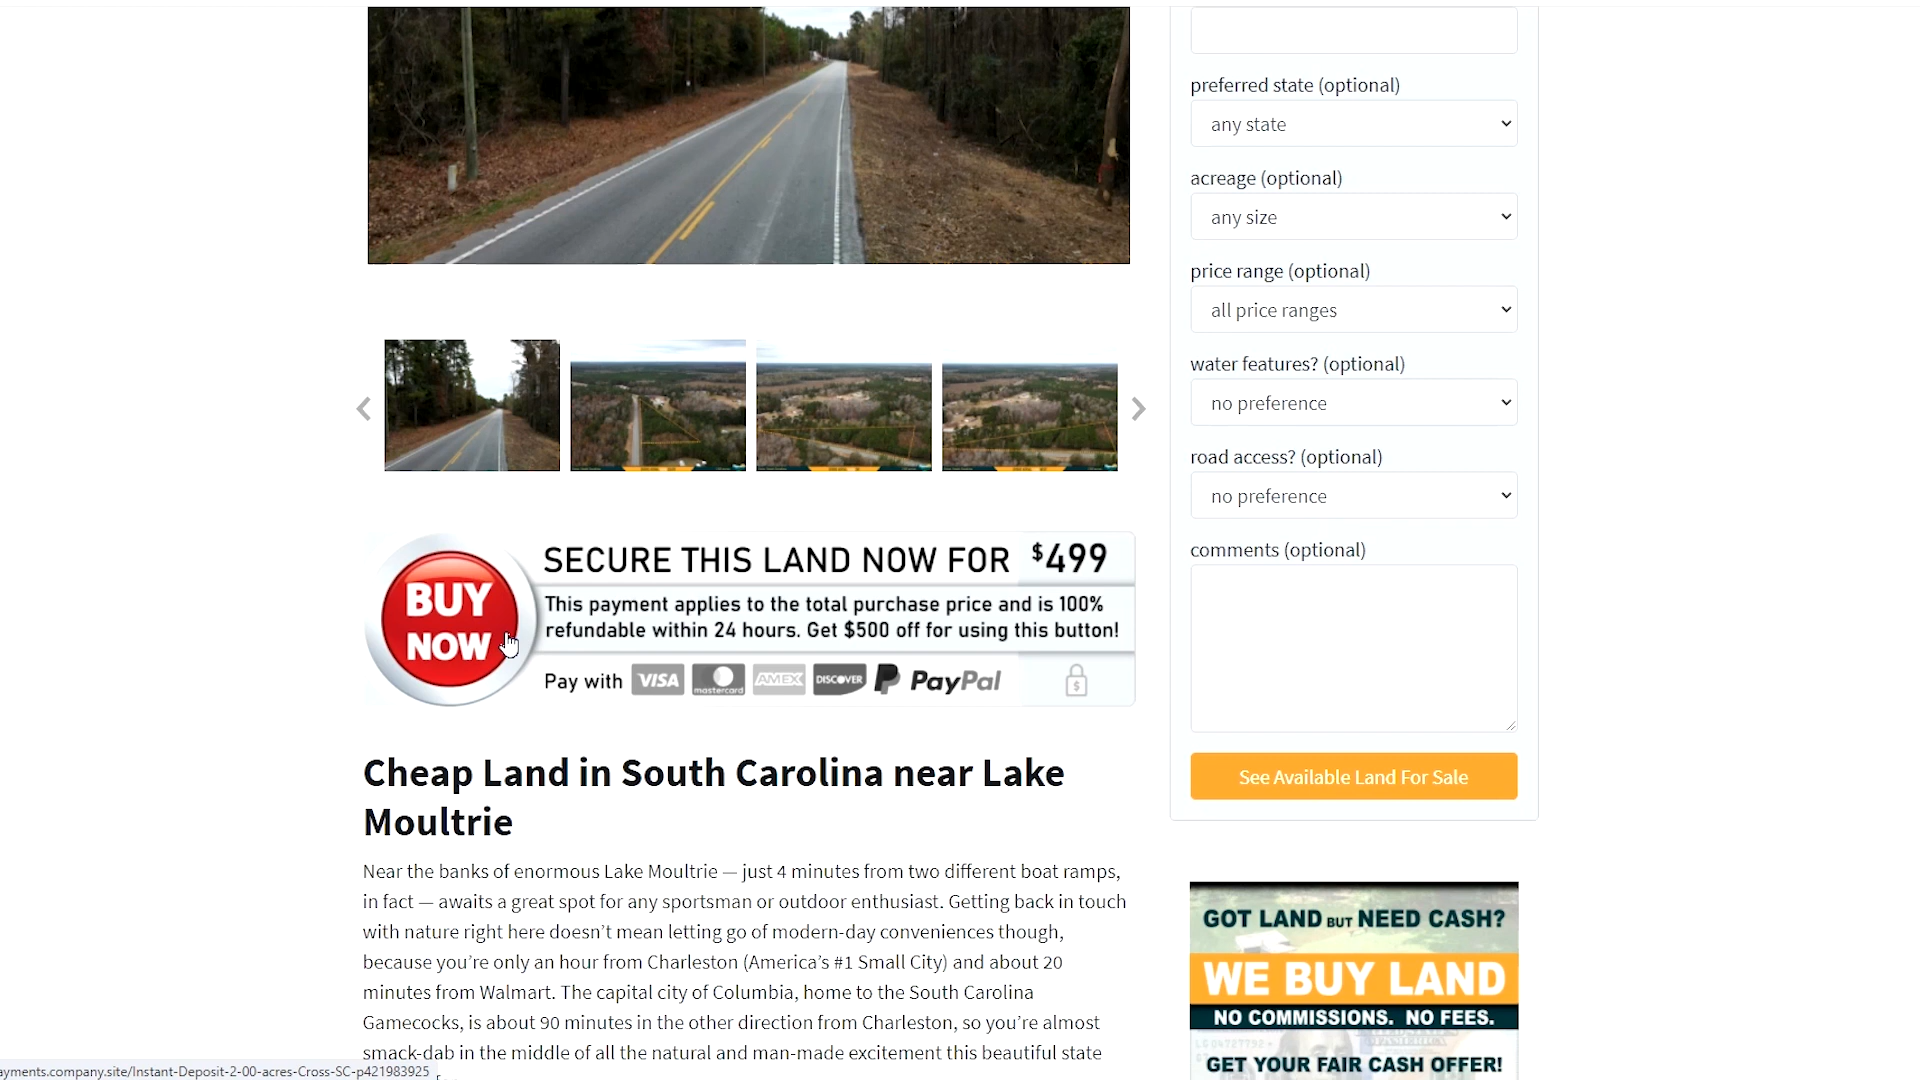 preferred state (optional)
any state
acreage (optional)
any size
price range (optional)
all price ranges
water features? (optional)
no preference
road access? (optional)
no preference
comments (optional)
See Available Land For Sale
BUY
NOW
SECURE THIS LAND NOW FOR $499
This payment applies to the total purchase price and is 100%
refundable within 24 hours. Get $500 off for using this button!
Pay with VISA mastercard AMEX DISCOVER PayPal
Cheap Land in South Carolina near Lake
Moultrie
Near the banks of enormous Lake Moultrie — just 4 minutes from two different boat ramps,
in fact — awaits a great spot for any sportsman or outdoor enthusiast. Getting back in touch
with nature right here doesn’t mean letting go of modern-day conveniences though,
because you’re only an hour from Charleston (America’s #1 Small City) and about 20
minutes from Walmart. The capital city of Columbia, home to the South Carolina
Gamecocks, is about 90 minutes in the other direction from Charleston, so you’re almost
smack-dab in the middle of all the natural and man-made excitement this beautiful state
GOT LAND BUT NEED CASH?
WE BUY LAND
NO COMMISSIONS. NO FEES.
GET YOUR FAIR CASH OFFER!
ayments.company.site/Instant-Deposit-2-00-acres-Cross-SC-p421983925